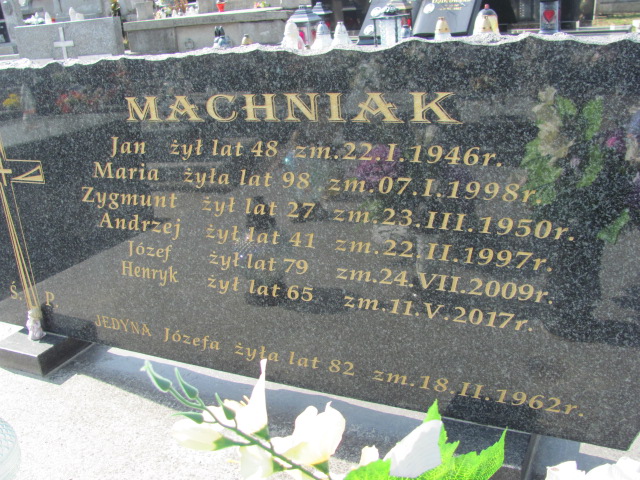 MACHNIAK
Jan żył lat 48 zm.22.I.1946r.
Maria żyła lat 98 zm.07.I.1998r.
Zygmunt żył lat 27 zm.23.III.1950r.
Andrzej żył lat 41 zm.22.II.1997r.
Józef żył lat 79 zm.24.VII.2009r.
Henryk żył lat 65 zm.11.V.2017r.
Ś. P.
JEDYNA Józefa żyła lat 82 zm.18.II.1962r.